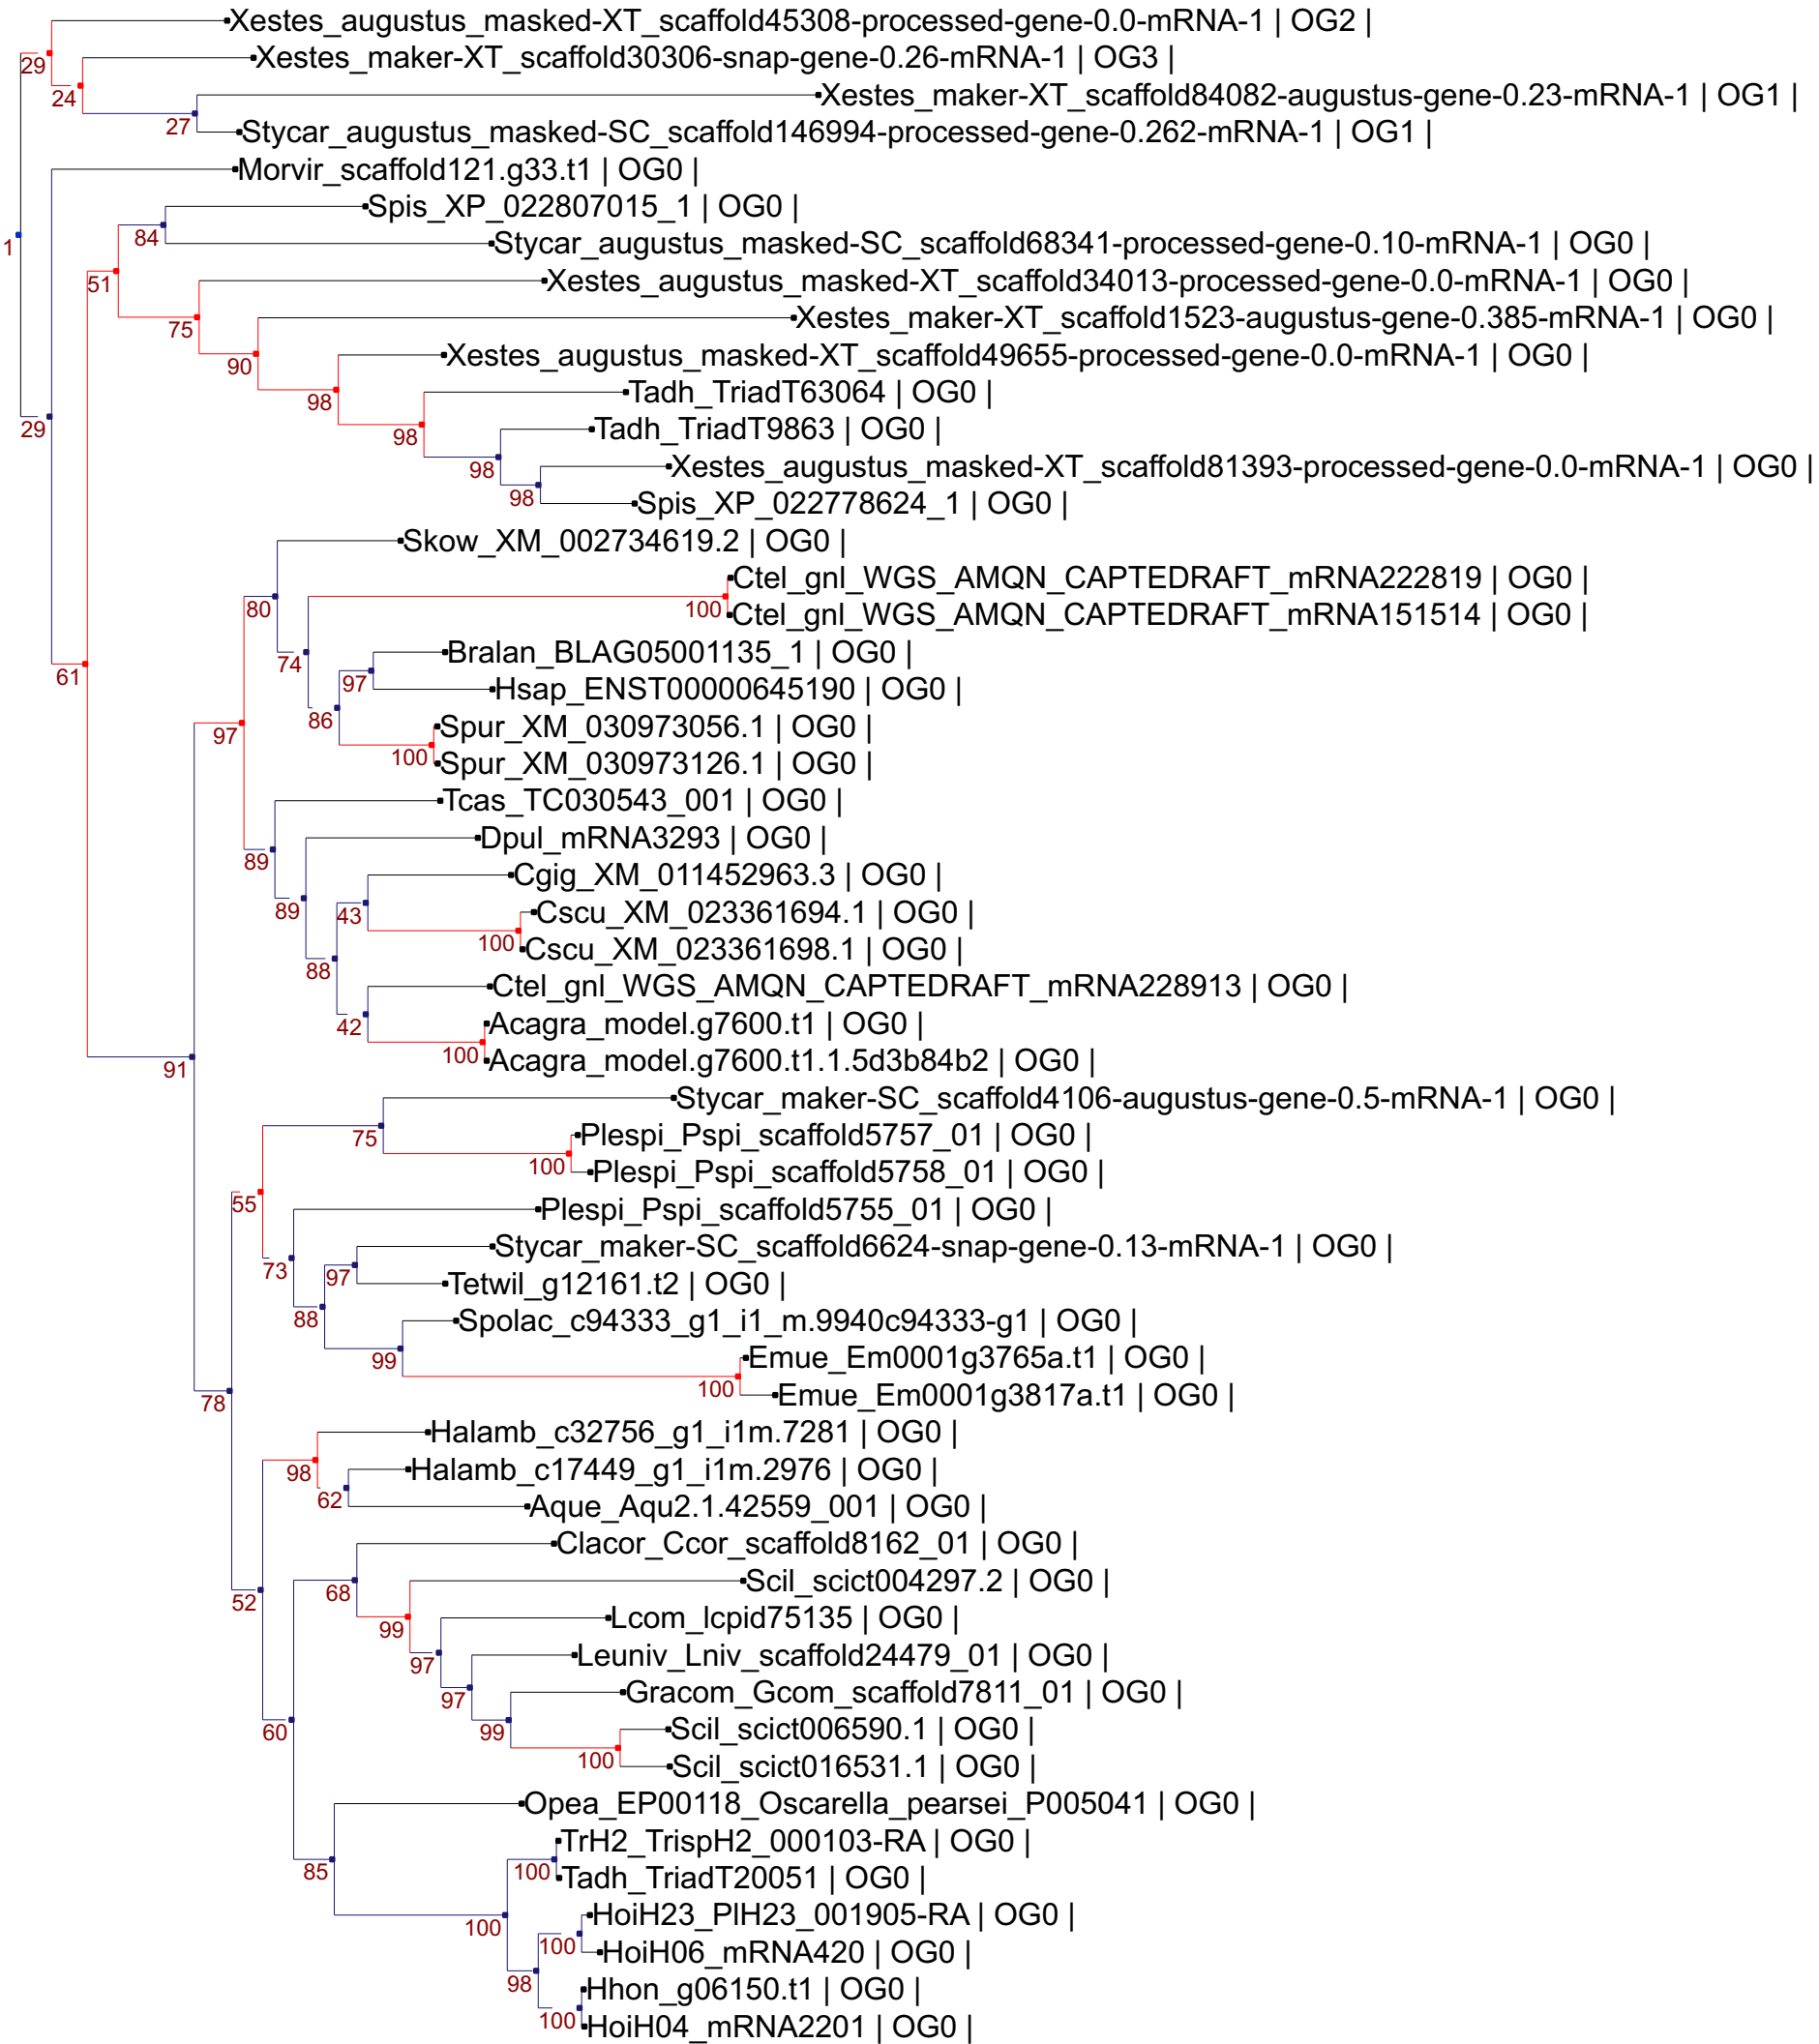 Xestes_augustus_masked-XT_scaffold45308-processed-gene-0.0-mRNA-1 | OG2 |
29
Xestes_maker-XT_scaffold30306-snap-gene-0.26-mRNA-1 | OG3 |
24
Xestes_maker-XT_scaffold84082-augustus-gene-0.23-mRNA-1 | OG1 |
27
Stycar_augustus_masked-SC_scaffold146994-processed-gene-0.262-mRNA-1 | OG1 |
Morvir_scaffold121.g33.t1 | OG0 |
Spis_XP_022807015_1 | OG0 |
1
84
Stycar_augustus_masked-SC_scaffold68341-processed-gene-0.10-mRNA-1 | OG0 |
51
Xestes_augustus_masked-XT_scaffold34013-processed-gene-0.0-mRNA-1 | OG0 |
75
Xestes_maker-XT_scaffold1523-augustus-gene-0.385-mRNA-1 | OG0 |
90
Xestes_augustus_masked-XT_scaffold49655-processed-gene-0.0-mRNA-1 | OG0 |
98
Tadh_TriadT63064 | OG0 |
29
98
Tadh_TriadT9863 | OG0 |
98
Xestes_augustus_masked-XT_scaffold81393-processed-gene-0.0-mRNA-1 | OG0 |
98
Spis_XP_022778624_1 | OG0 |
Skow_XM_002734619.2 | OG0 |
Ctel_gnl_WGS_AMQN_CAPTEDRAFT_mRNA222819 | OG0 |
80
100
Ctel_gnl_WGS_AMQN_CAPTEDRAFT_mRNA151514 | OG0 |
Bralan_BLAG05001135_1 | OG0 |
74
61
97
Hsap_ENST00000645190 | OG0 |
86
Spur_XM_030973056.1 | OG0 |
97
100
Spur_XM_030973126.1 | OG0 |
Tcas_TC030543_001 | OG0 |
Dpul_mRNA3293 | OG0 |
89
Cgig_XM_011452963.3 | OG0 |
89
43
Cscu_XM_023361694.1 | OG0 |
100
Cscu_XM_023361698.1 | OG0 |
88
Ctel_gnl_WGS_AMQN_CAPTEDRAFT_mRNA228913 | OG0 |
42
Acagra_model.g7600.t1 | OG0 |
100
Acagra_model.g7600.t1.1.5d3b84b2 | OG0 |
91
Stycar_maker-SC_scaffold4106-augustus-gene-0.5-mRNA-1 | OG0 |
75
Plespi_Pspi_scaffold5757_01 | OG0 |
100
Plespi_Pspi_scaffold5758_01 | OG0 |
55
Plespi_Pspi_scaffold5755_01 | OG0 |
Stycar_maker-SC_scaffold6624-snap-gene-0.13-mRNA-1 | OG0 |
73
97
Tetwil_g12161.t2 | OG0 |
88
Spolac_c94333_g1_i1_m.9940c94333-g1 | OG0 |
99
Emue_Em0001g3765a.t1 | OG0 |
100
Emue_Em0001g3817a.t1 | OG0 |
78
Halamb_c32756_g1_i1m.7281 | OG0 |
98
Halamb_c17449_g1_i1m.2976 | OG0 |
62
Aque_Aqu2.1.42559_001 | OG0 |
Clacor_Ccor_scaffold8162_01 | OG0 |
68
Scil_scict004297.2 | OG0 |
52
99
Lcom_lcpid75135 | OG0 |
97
Leuniv_Lniv_scaffold24479_01 | OG0 |
97
Gracom_Gcom_scaffold7811_01 | OG0 |
60
99
Scil_scict006590.1 | OG0 |
100
Scil_scict016531.1 | OG0 |
Opea_EP00118_Oscarella_pearsei_P005041 | OG0 |
TrH2_TrispH2_000103-RA | OG0 |
85
100
Tadh_TriadT20051 | OG0 |
HoiH23_PlH23_001905-RA | OG0 |
100
100
HoiH06_mRNA420 | OG0 |
98
Hhon_g06150.t1 | OG0 |
100
HoiH04_mRNA2201 | OG0 |